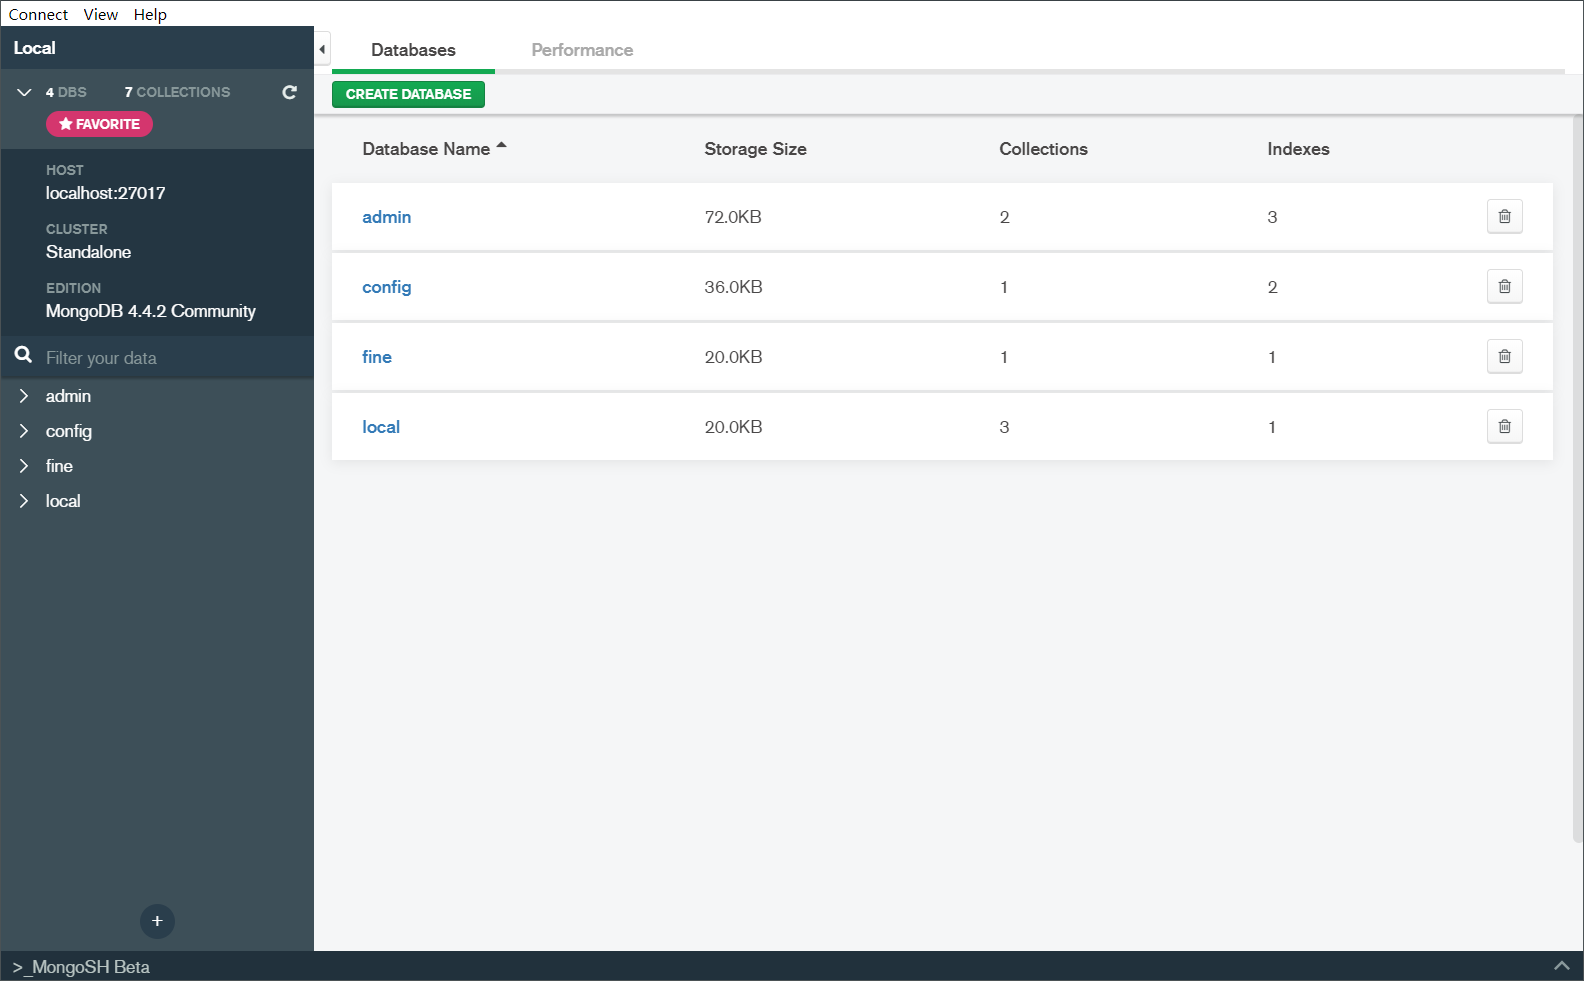 Connect View Help
Local
4 DBS 7 COLLECTIONS
FAVORITE
HOST
localhost:27017
CLUSTER
Standalone
EDITION
MongoDB 4.4.2 Community
Filter your data
admin
config
fine
local
Databases Performance
CREATE DATABASE
Database Name Storage Size Collections Indexes
admin 72.0KB 2 3
config 36.0KB 1 2
fine 20.0KB 1 1
local 20.0KB 3 1
+
>_MongoSH Beta